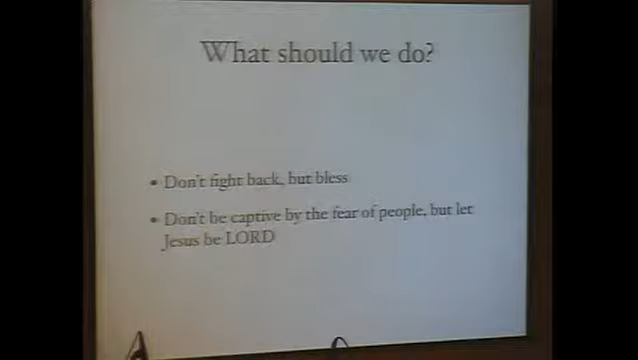 What should we do?
• Don't fight back, but bless
• Don't be captive by the fear of people, but let
Jesus be LORD